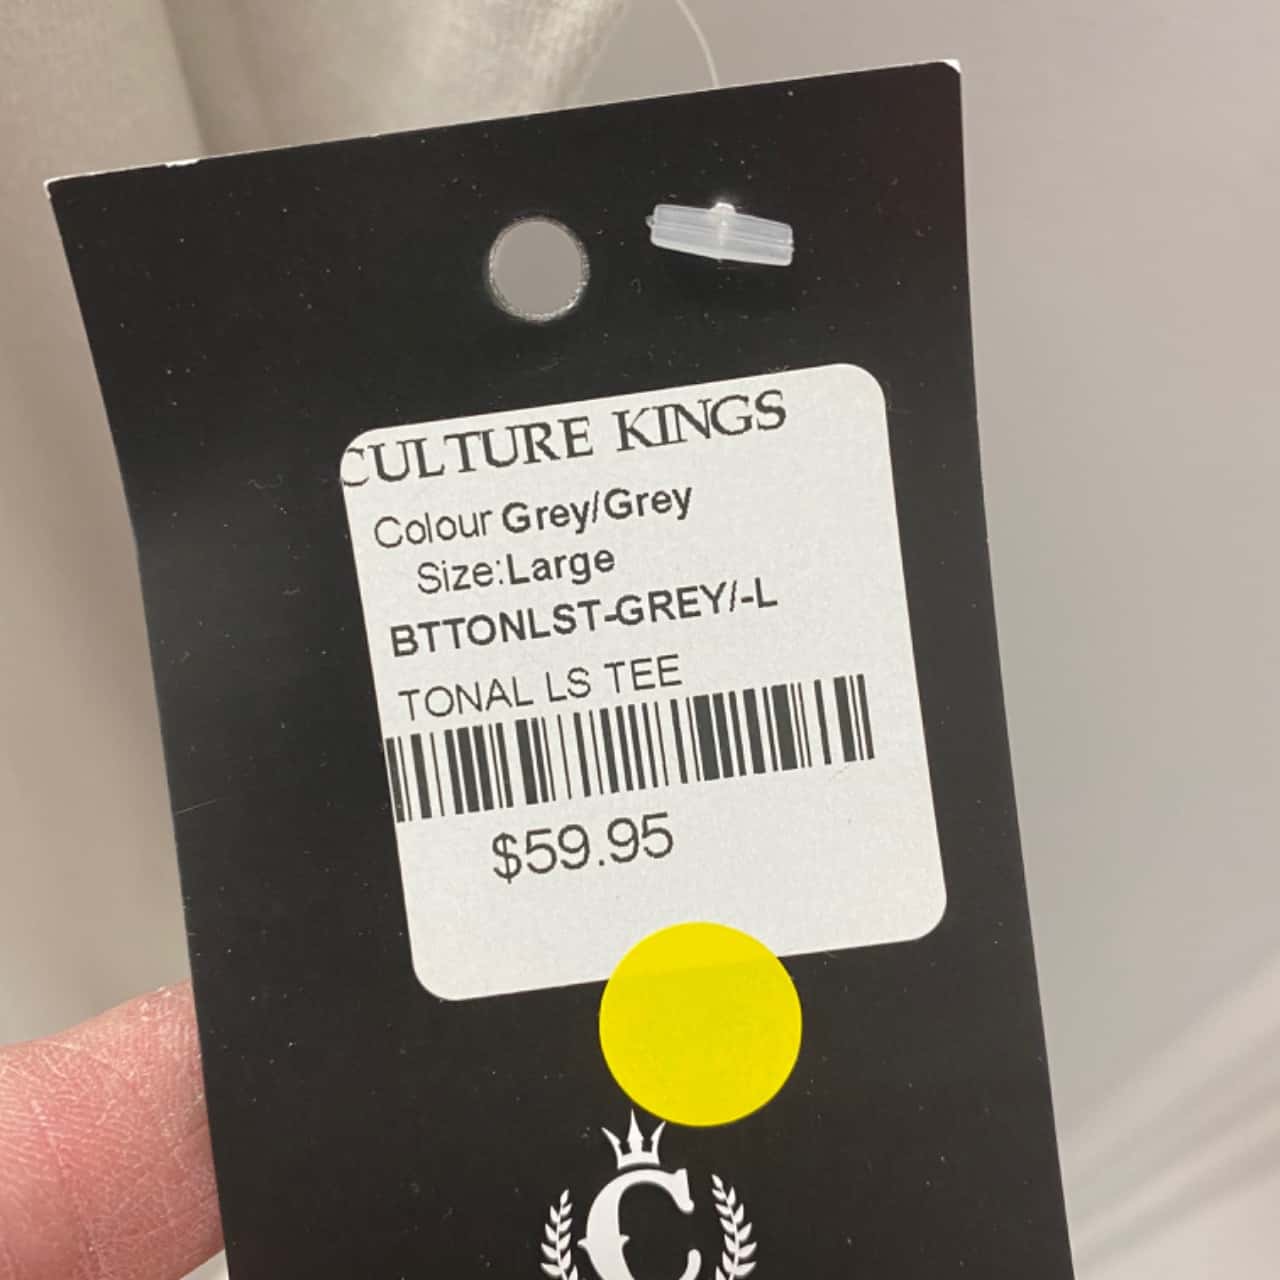 CULTURE KINGS
Colour Grey/Grey
Size:Large
BTTONLST-GREY/-L
TONAL LS TEE
$59.95
C